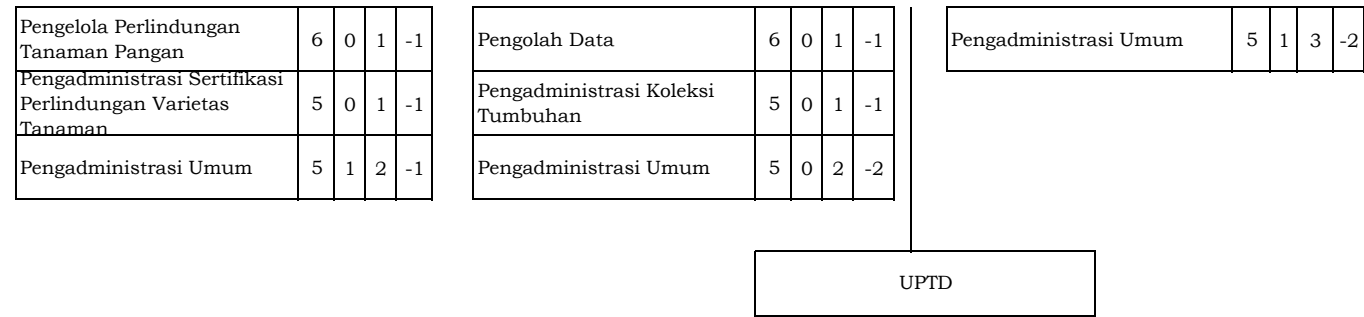 Pengelola Perlindungan
Tanaman Pangan
6 0 1 -1
Pengadministrasi Sertifikasi
Perlindungan Varietas
Tanaman
5 0 1 -1
Pengadministrasi Umum 5 1 2 -1
Pengolah Data 6 0 1 -1
Pengadministrasi Koleksi
Tumbuhan
5 0 1 -1
Pengadministrasi Umum 5 0 2 -2
Pengadministrasi Umum 5 1 3 -2
UPTD